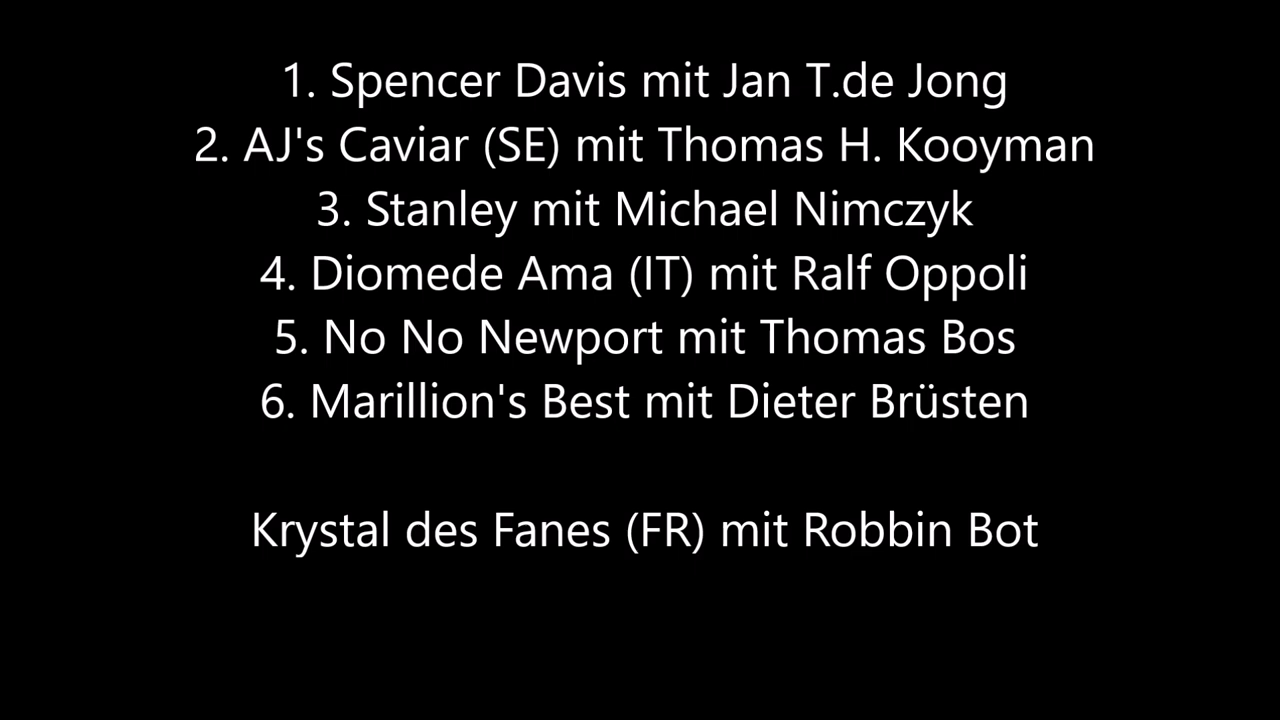 1. Spencer Davis mit Jan T.de Jong
2. AJ's Caviar (SE) mit Thomas H. Kooyman
3. Stanley mit Michael Nimczyk
4. Diomede Ama (IT) mit Ralf Oppoli
5. No No Newport mit Thomas Bos
6. Marillion's Best mit Dieter Brüsten
Krystal des Fanes (FR) mit Robbin Bot